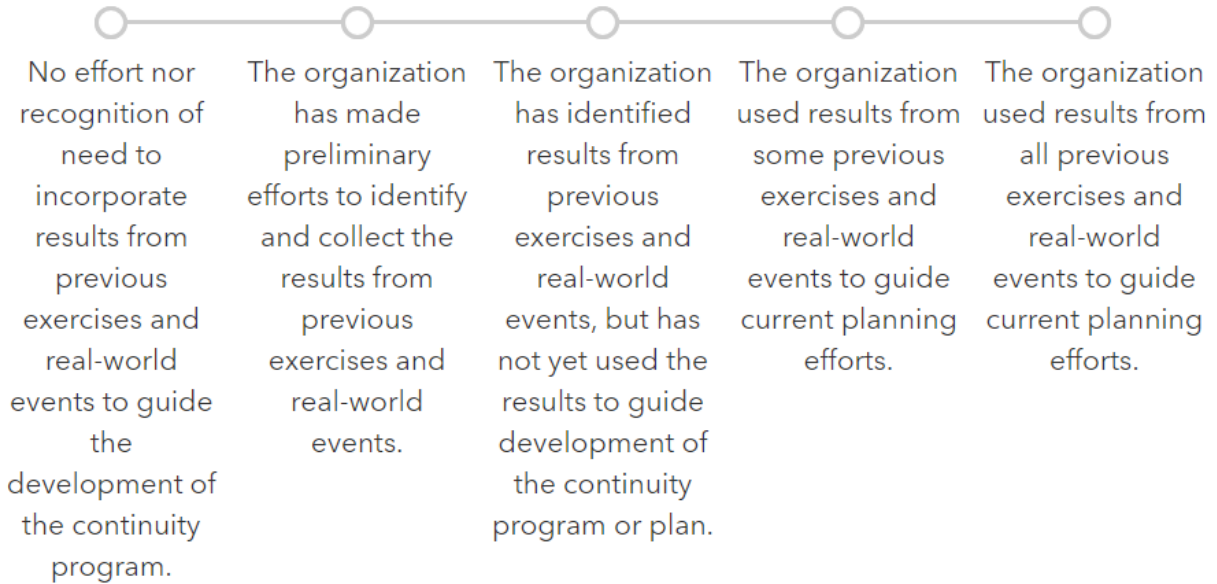 No effort nor
recognition of
need to
incorporate
results from
previous
exercises and
real-world
events to guide
the
development of
the continuity
program.
The organization
has made
preliminary
efforts to identify
and collect the
results from
previous
exercises and
real-world
events.
The organization
has identified
results from
previous
exercises and
real-world
events, but has
not yet used the
results to guide
development of
the continuity
program or plan.
The organization
used results from
some previous
exercises and
real-world
events to guide
current planning
efforts.
The organization
used results from
all previous
exercises and
real-world
events to guide
current planning
efforts.